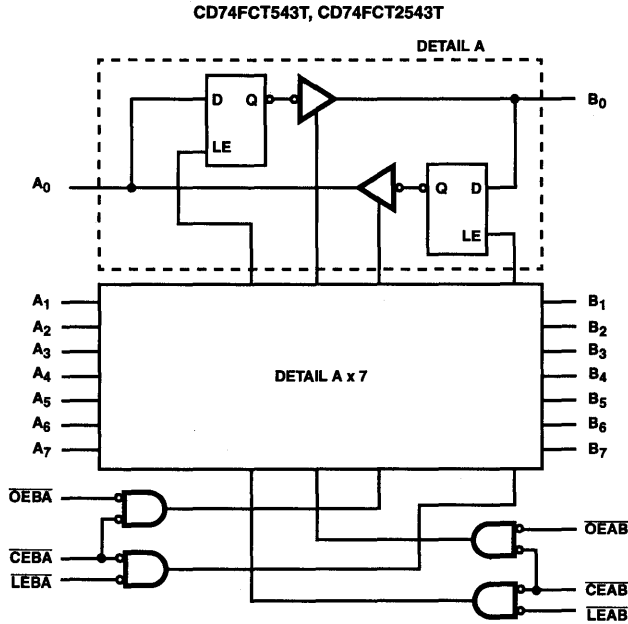 CD74FCT543T, CD74FCT2543T
DETAIL A
D Q
LE
B0
A0
Q D
LE
A1
A2
A3
A4
A5
A6
A7
DETAIL A x 7
B1
B2
B3
B4
B5
B6
B7
OEBA
CEBA
LEBA
OEAB
CEAB
LEAB